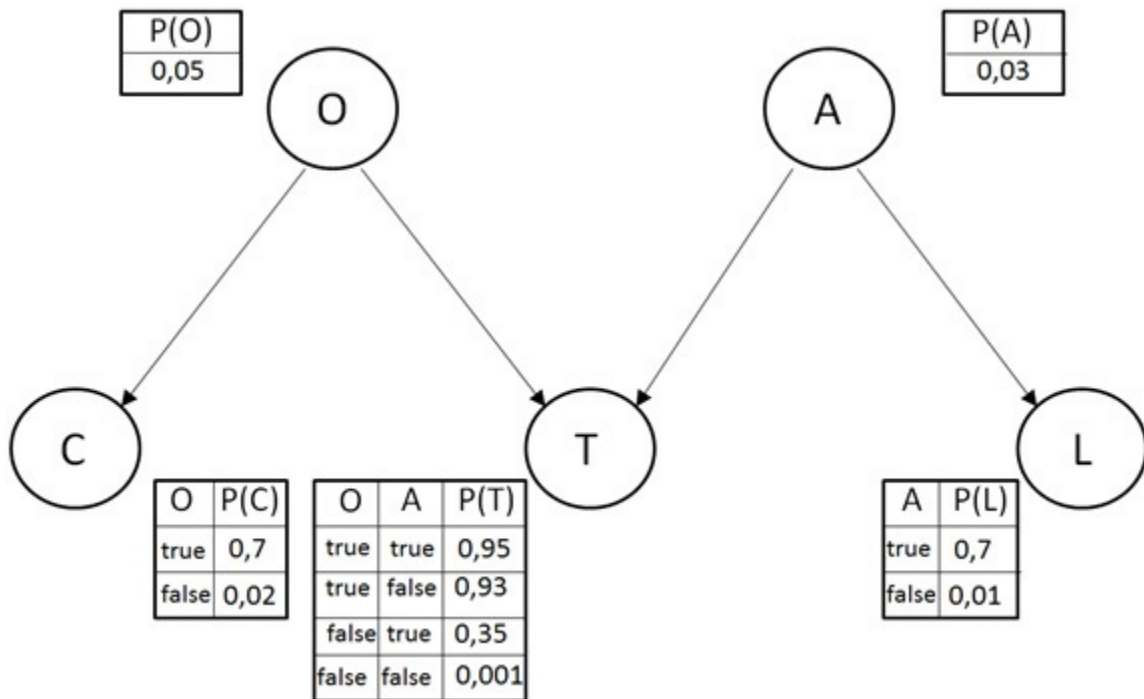 P(O)
0,05
O
A
P(A)
0,03
C
T
L
O P(C)
true 0,7
false 0,02
O A P(T)
true true 0,95
true false 0,93
false true 0,35
false false 0,001
A P(L)
true 0,7
false 0,01